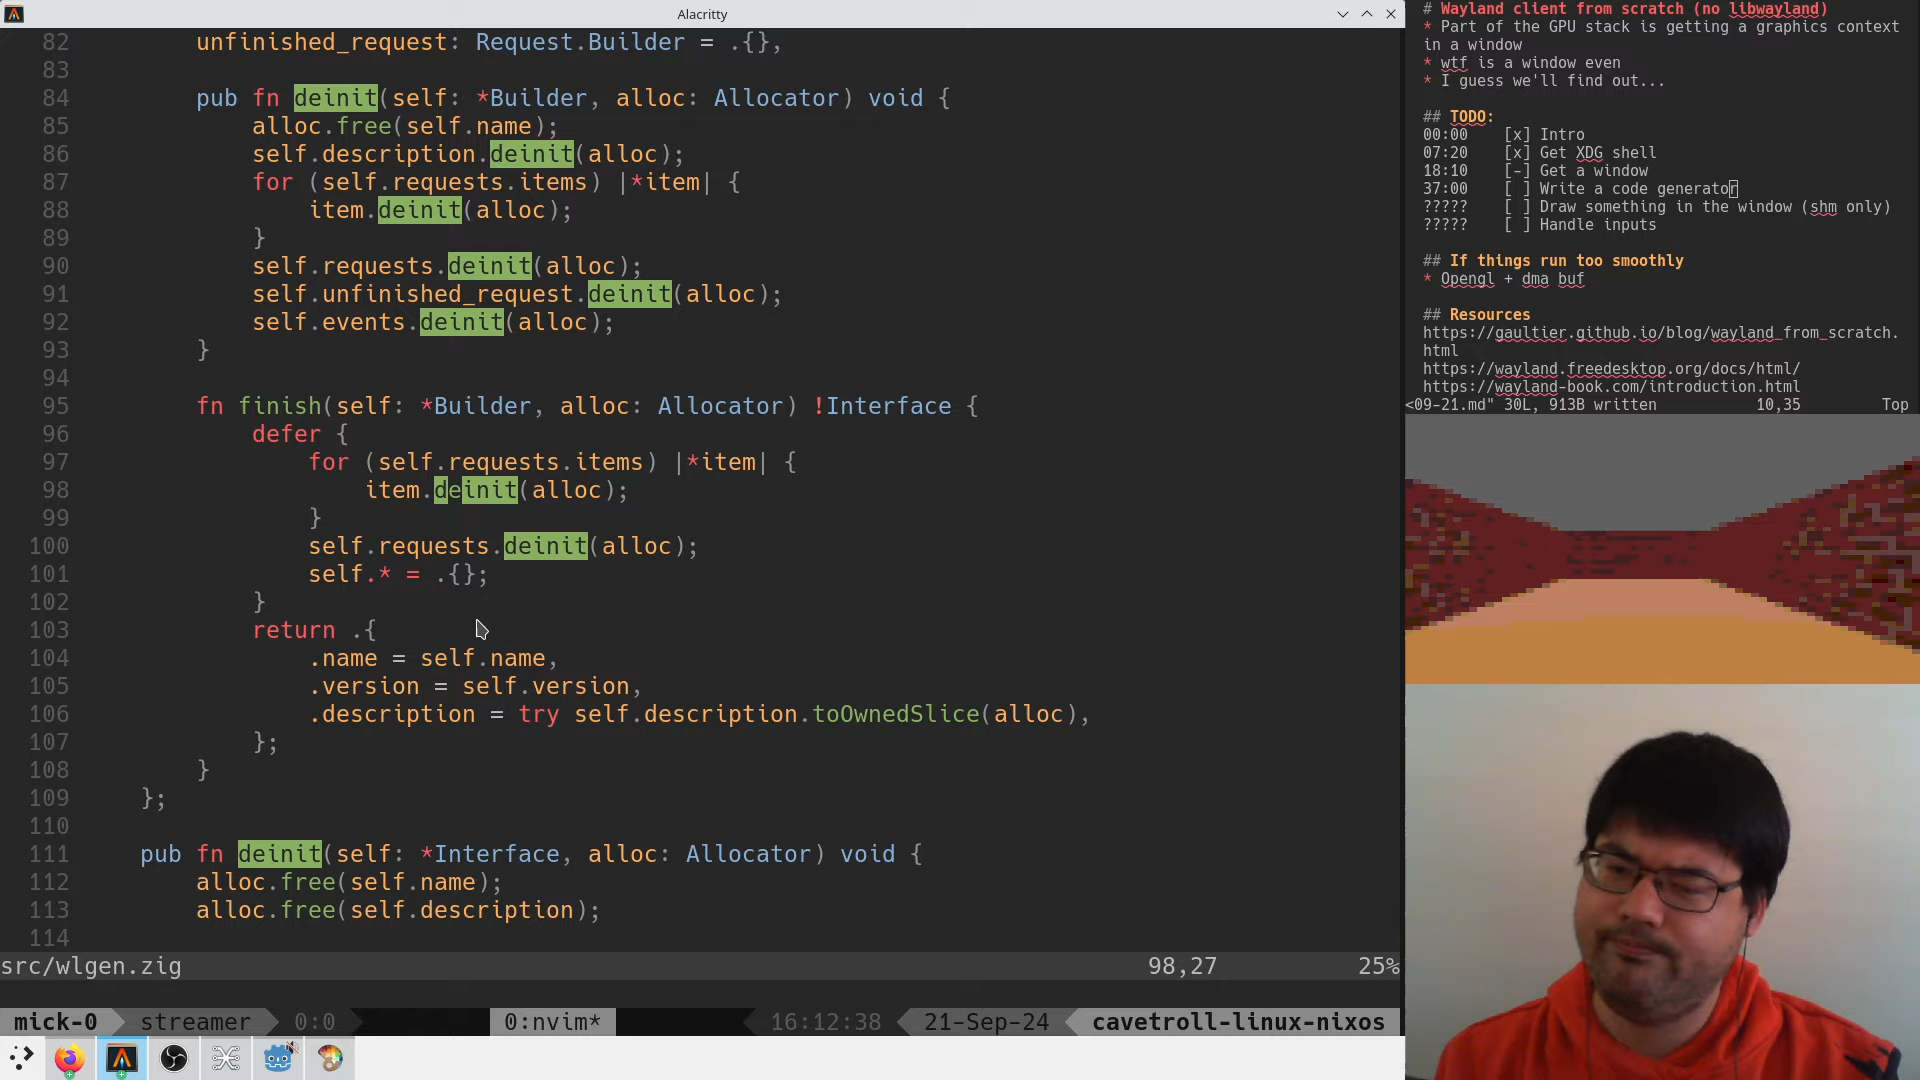 Alacritty
82 unfinished_request: Request.Builder = .{},
83
84 pub fn deinit(self: *Builder, alloc: Allocator) void {
85 alloc.free(self.name);
86 self.description.deinit(alloc);
87 for (self.requests.items) |*item| {
88 item.deinit(alloc);
89 }
90 self.requests.deinit(alloc);
91 self.unfinished_request.deinit(alloc);
92 self.events.deinit(alloc);
93 }
94
95 fn finish(self: *Builder, alloc: Allocator) !Interface {
96 defer {
97 for (self.requests.items) |*item| {
98 item.deinit(alloc);
99 }
100 self.requests.deinit(alloc);
101 self.* = .{};
102 }
103 return .{
104 .name = self.name,
105 .version = self.version,
106 .description = try self.description.toOwnedSlice(alloc),
107 };
108 }
109 };
110
111 pub fn deinit(self: *Interface, alloc: Allocator) void {
112 alloc.free(self.name);
113 alloc.free(self.description);
114
src/wlgen.zig 98,27 25%
mick-0 streamer 0:0 0:nvim* 16:12:38 21-Sep-24 cavetroll-linux-nixos
# Wayland client from scratch (no libwayland)
* Part of the GPU stack is getting a graphics context
in a window
* wtf is a window even
* I guess we'll find out...
## TODO:
00:00 [x] Intro
07:20 [x] Get XDG shell
18:10 [-] Get a window
37:00 [ ] Write a code generator
????? [ ] Draw something in the window (shm only)
????? [ ] Handle inputs
## If things run too smoothly
* Opengl + dma buf
## Resources
https://gaultier.github.io/blog/wayland_from_scratch.
html
https://wayland.freedesktop.org/docs/html/
https://wayland-book.com/introduction.html
<09-21.md" 30L, 913B written 10,35 Top